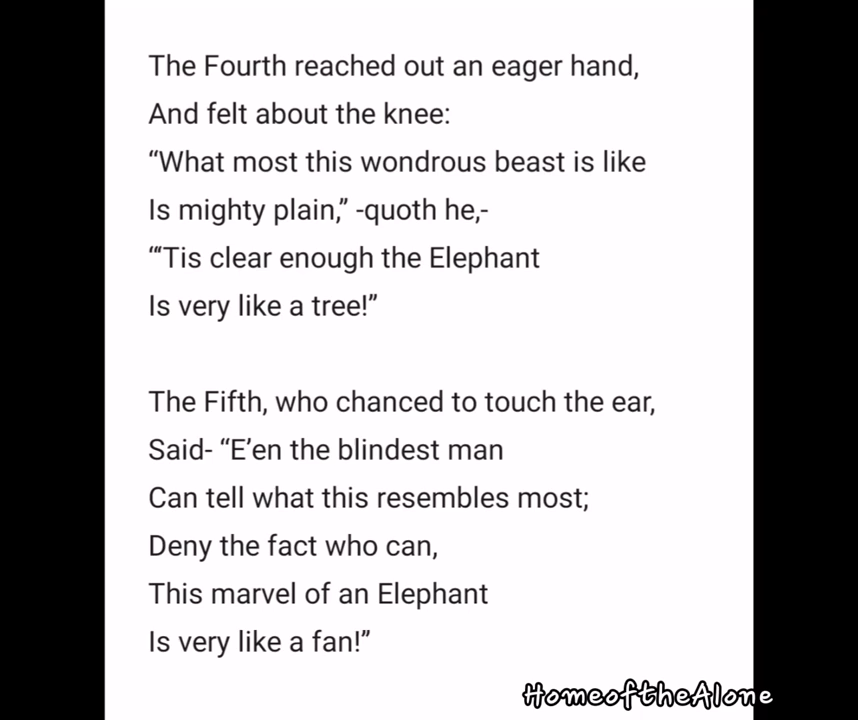 The Fourth reached out an eager hand,
And felt about the knee:
“What most this wondrous beast is like
Is mighty plain,” -quoth he,-
“‘Tis clear enough the Elephant
Is very like a tree!”
The Fifth, who chanced to touch the ear,
Said- “E’en the blindest man
Can tell what this resembles most;
Deny the fact who can,
This marvel of an Elephant
Is very like a fan!”
HomeoftheAlone